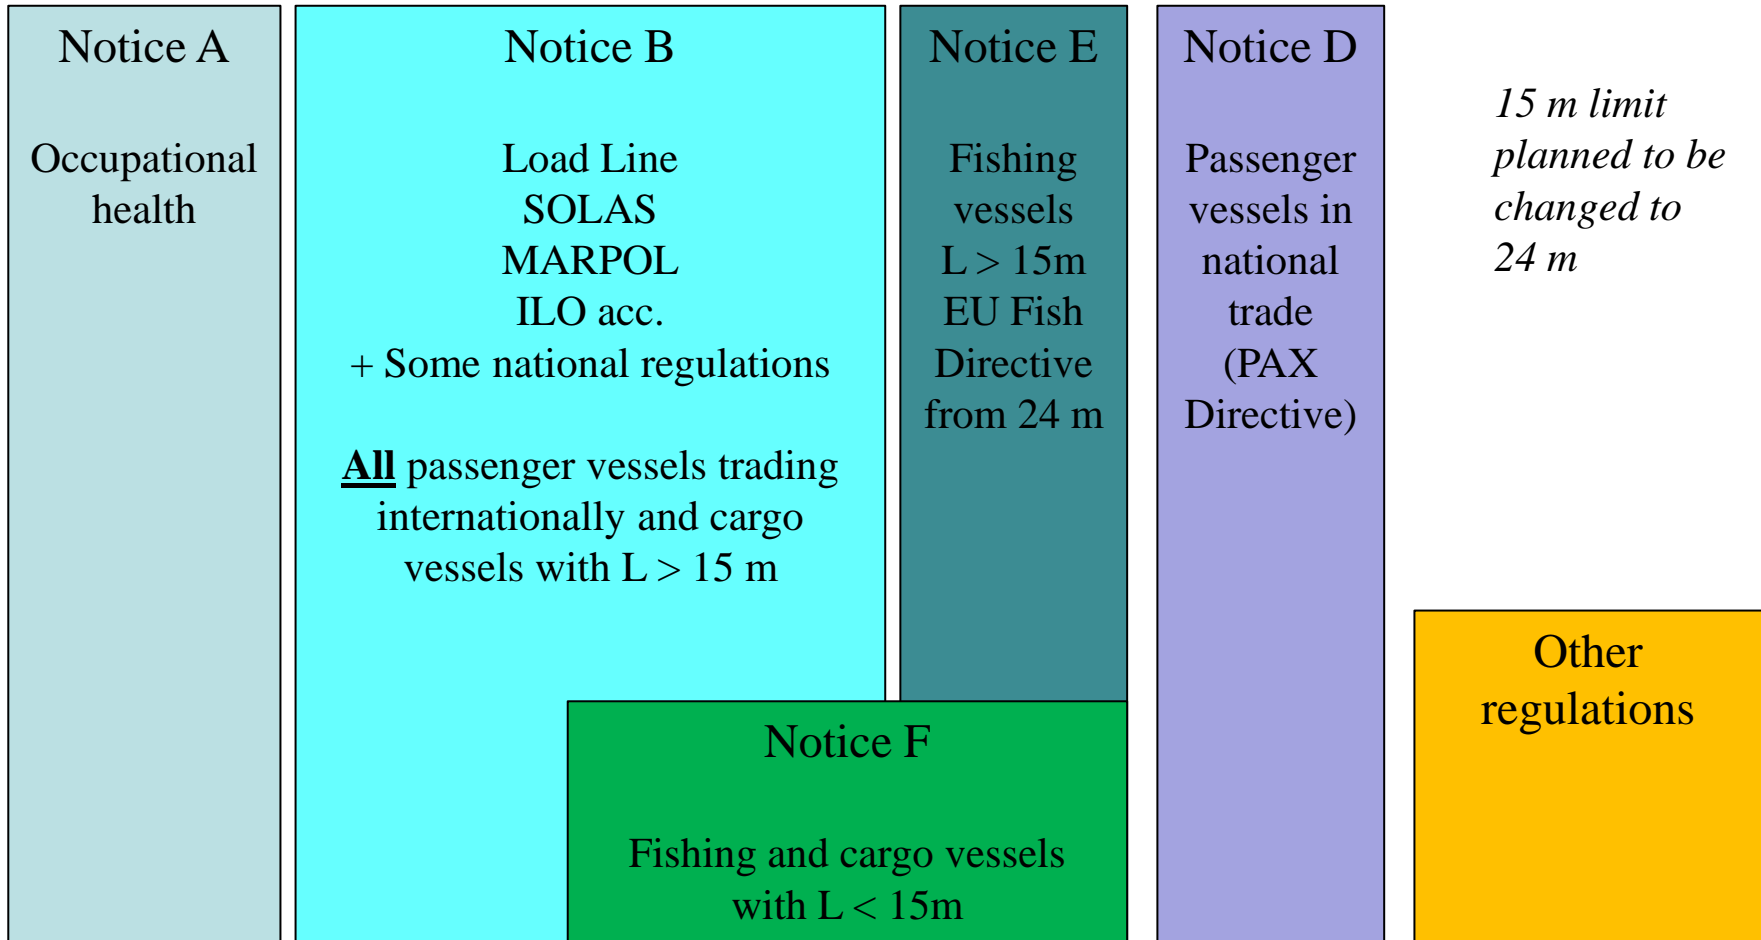 Notice A
Occupational
health
Notice B
Load Line
SOLAS
MARPOL
ILO acc.
+ Some national regulations
All passenger vessels trading
internationally and cargo
vessels with L > 15 m
Notice E
Fishing
vessels
L > 15m
EU Fish
Directive
from 24 m
Notice D
Passenger
vessels in
national
trade
(PAX
Directive)
15 m limit
planned to be
changed to
24 m
Other
regulations
Notice F
Fishing and cargo vessels
with L < 15m